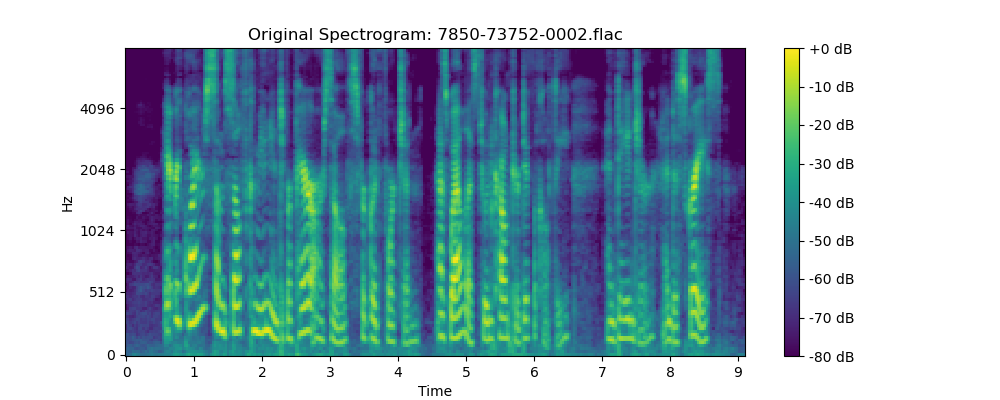 Original Spectrogram: 7850-73752-0002.flac
Hz
4096
2048
1024
512
0
0 1 2 3 4 5 6 7 8 9
Time
+0 dB
-10 dB
-20 dB
-30 dB
-40 dB
-50 dB
-60 dB
-70 dB
-80 dB